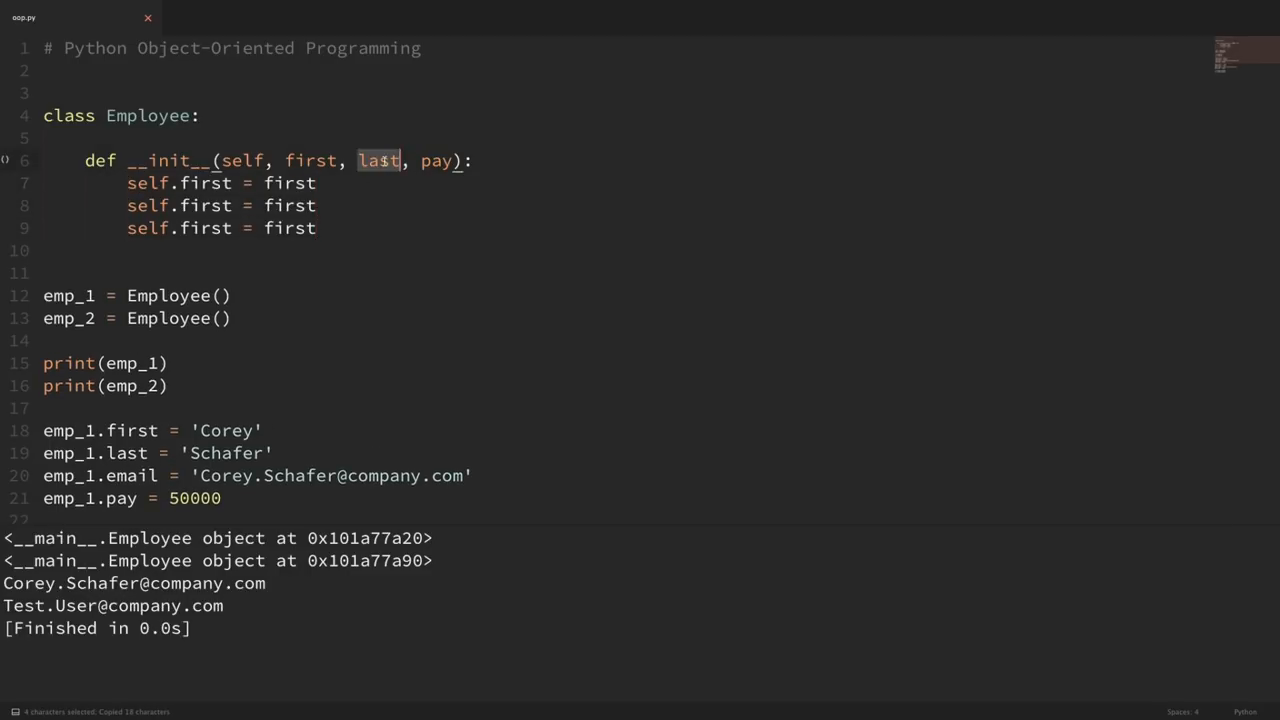 oop.py
1 # Python Object-Oriented Programming
2
3
4 class Employee:
5
6     def __init__(self, first, last, pay):
7         self.first = first
8         self.first = first
9         self.first = first
10
11
12 emp_1 = Employee()
13 emp_2 = Employee()
14
15 print(emp_1)
16 print(emp_2)
17
18 emp_1.first = 'Corey'
19 emp_1.last = 'Schafer'
20 emp_1.email = 'Corey.Schafer@company.com'
21 emp_1.pay = 50000
22
<__main__.Employee object at 0x101a77a20>
<__main__.Employee object at 0x101a77a90>
Corey.Schafer@company.com
Test.User@company.com
[Finished in 0.0s]
4 characters selected; Copied 18 characters Spaces: 4 Python